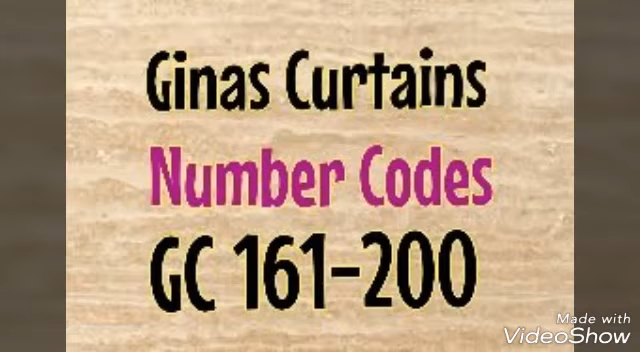 Ginas Curtains
Number Codes
GC 161-200
Made with
VideoShow